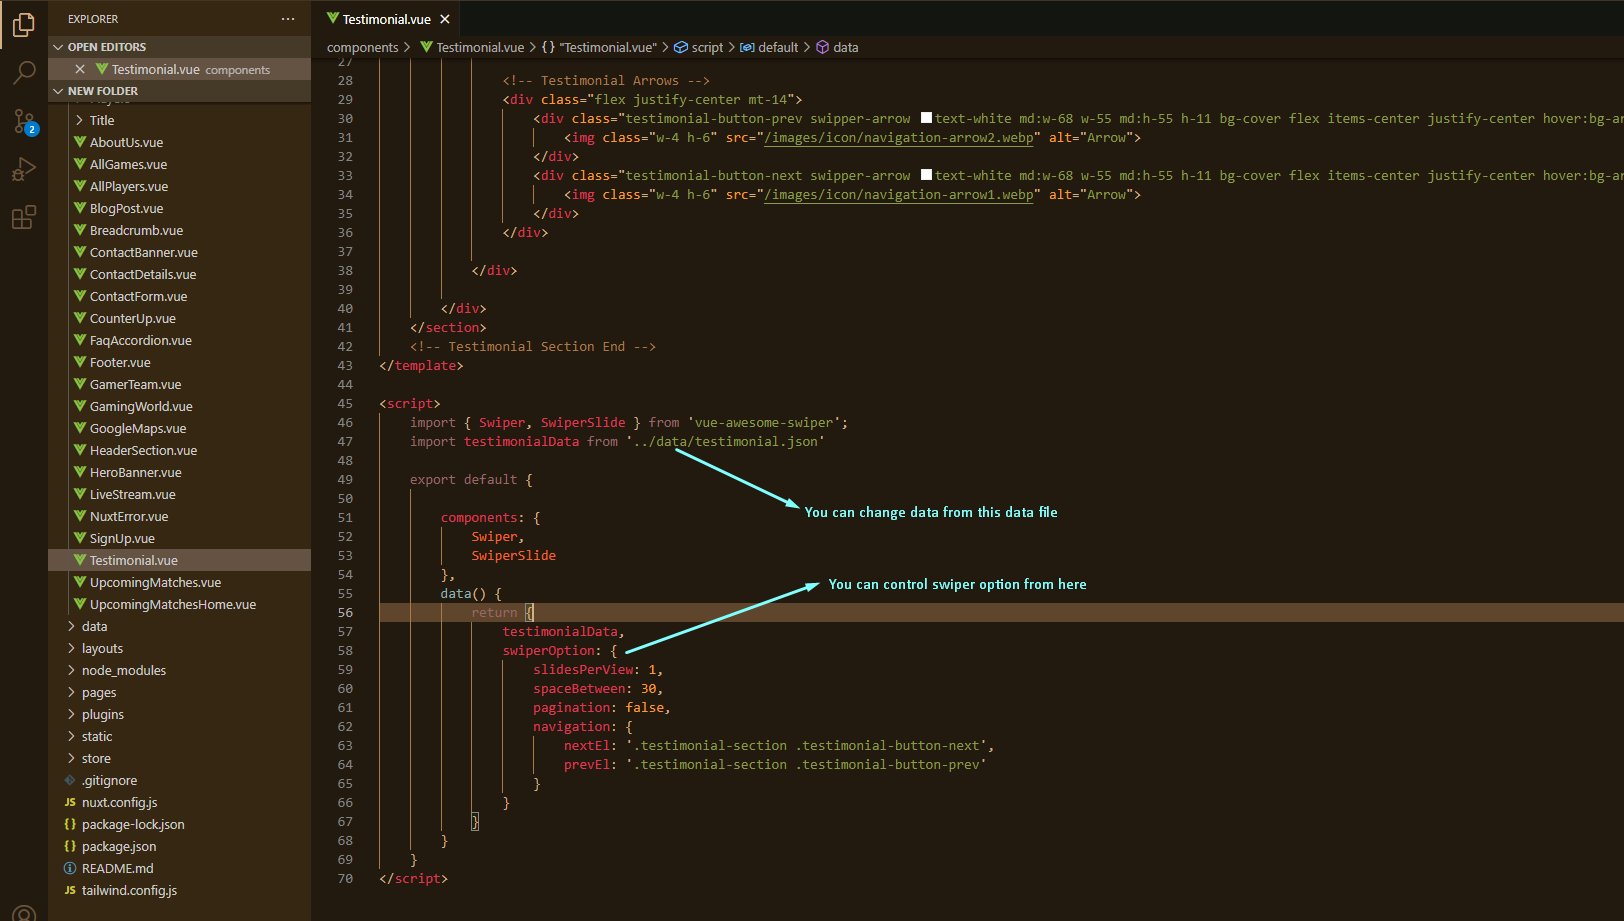 EXPLORER
OPEN EDITORS
Testimonial.vue components
NEW FOLDER
Title
AboutUs.vue
AllGames.vue
AllPlayers.vue
BlogPost.vue
Breadcrumb.vue
ContactBanner.vue
ContactDetails.vue
ContactForm.vue
CounterUp.vue
FaqAccordion.vue
Footer.vue
GamerTeam.vue
GamingWorld.vue
GoogleMaps.vue
HeaderSection.vue
HeroBanner.vue
LiveStream.vue
NuxtError.vue
SignUp.vue
Testimonial.vue
UpcomingMatches.vue
UpcomingMatchesHome.vue
data
layouts
node_modules
pages
plugins
static
store
.gitignore
JS nuxt.config.js
{} package-lock.json
{} package.json
README.md
JS tailwind.config.js
2
Testimonial.vue
components > Testimonial.vue > {} "Testimonial.vue" > script > default > data
27
28 <!-- Testimonial Arrows -->
29 <div class="flex justify-center mt-14">
30 <div class="testimonial-button-prev swipper-arrow text-white md:w-68 w-55 md:h-55 h-11 bg-cover flex items-center justify-center hover:bg-ar
31 <img class="w-4 h-6" src="/images/icon/navigation-arrow2.webp" alt="Arrow">
32 </div>
33 <div class="testimonial-button-next swipper-arrow text-white md:w-68 w-55 md:h-55 h-11 bg-cover flex items-center justify-center hover:bg-ar
34 <img class="w-4 h-6" src="/images/icon/navigation-arrow1.webp" alt="Arrow">
35 </div>
36 </div>
37
38 </div>
39
40 </div>
41 </section>
42 <!-- Testimonial Section End -->
43 </template>
44
45 <script>
46 import { Swiper, SwiperSlide } from 'vue-awesome-swiper';
47 import testimonialData from '../data/testimonial.json'
48
49 export default {
50
You can change data from this data file
51 components: {
52 Swiper,
53 SwiperSlide
54 },
You can control swiper option from here
55 data() {
56 return {
57 testimonialData,
58 swiperOption: {
59 slidesPerView: 1,
60 spaceBetween: 30,
61 pagination: false,
62 navigation: {
63 nextEl: '.testimonial-section .testimonial-button-next',
64 prevEl: '.testimonial-section .testimonial-button-prev'
65 }
66 }
67 }
68 }
69 }
70 </script>